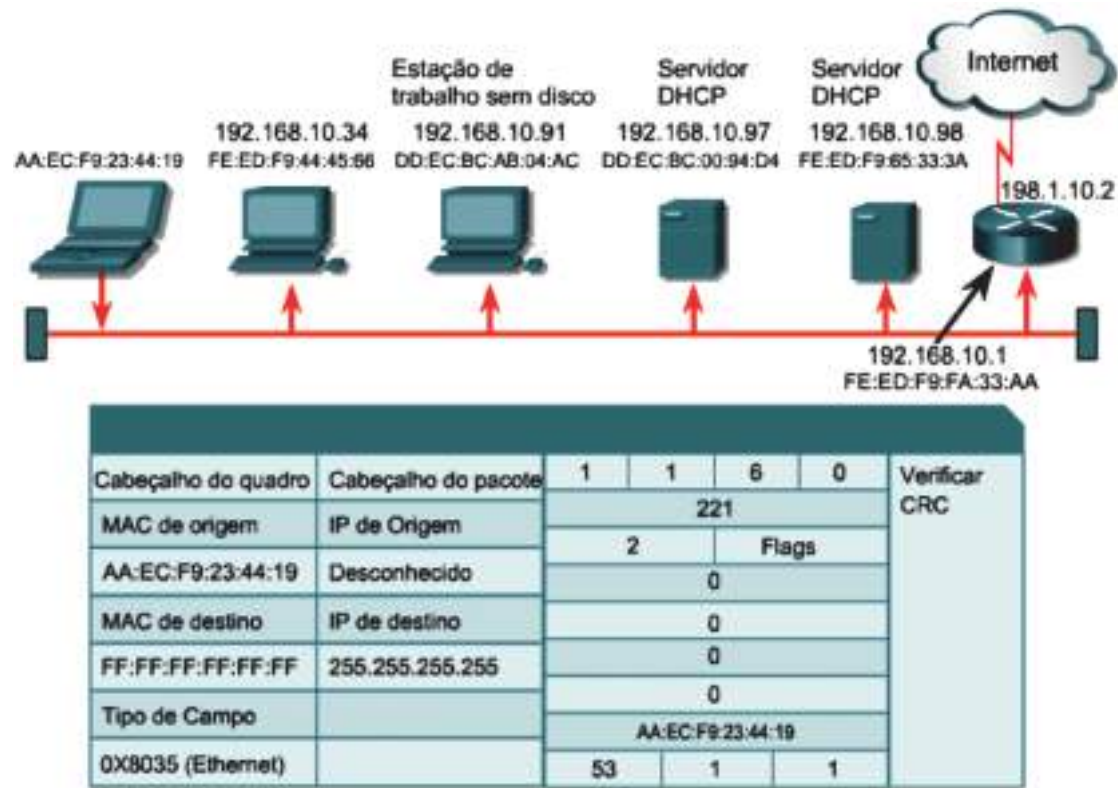 Internet
Estação de
trabalho sem disco
Servidor
DHCP
Servidor
DHCP
192.168.10.34
192.168.10.91
192.168.10.97
192.168.10.98
AA:EC:F9:23:44:19
FE:ED:F9:44:45:66
DD:EC:BC:AB:04:AC
DD:EC:BC:00:94:D4
FE:ED:F9:65:33:3A
198.1.10.2
192.168.10.1
FE:ED:F9:FA:33:AA
Cabeçalho do quadro
MAC de origem
AA:EC:F9:23:44:19
MAC de destino
FF:FF:FF:FF:FF:FF
Tipo de Campo
0X8035 (Ethernet)
Cabeçalho do pacote
IP de Origem
Desconhecido
IP de destino
255.255.255.255
1 1 6 0
221
2 Flags
0
0
0
0
AA:EC:F9:23:44:19
53 1 1
Verificar
CRC